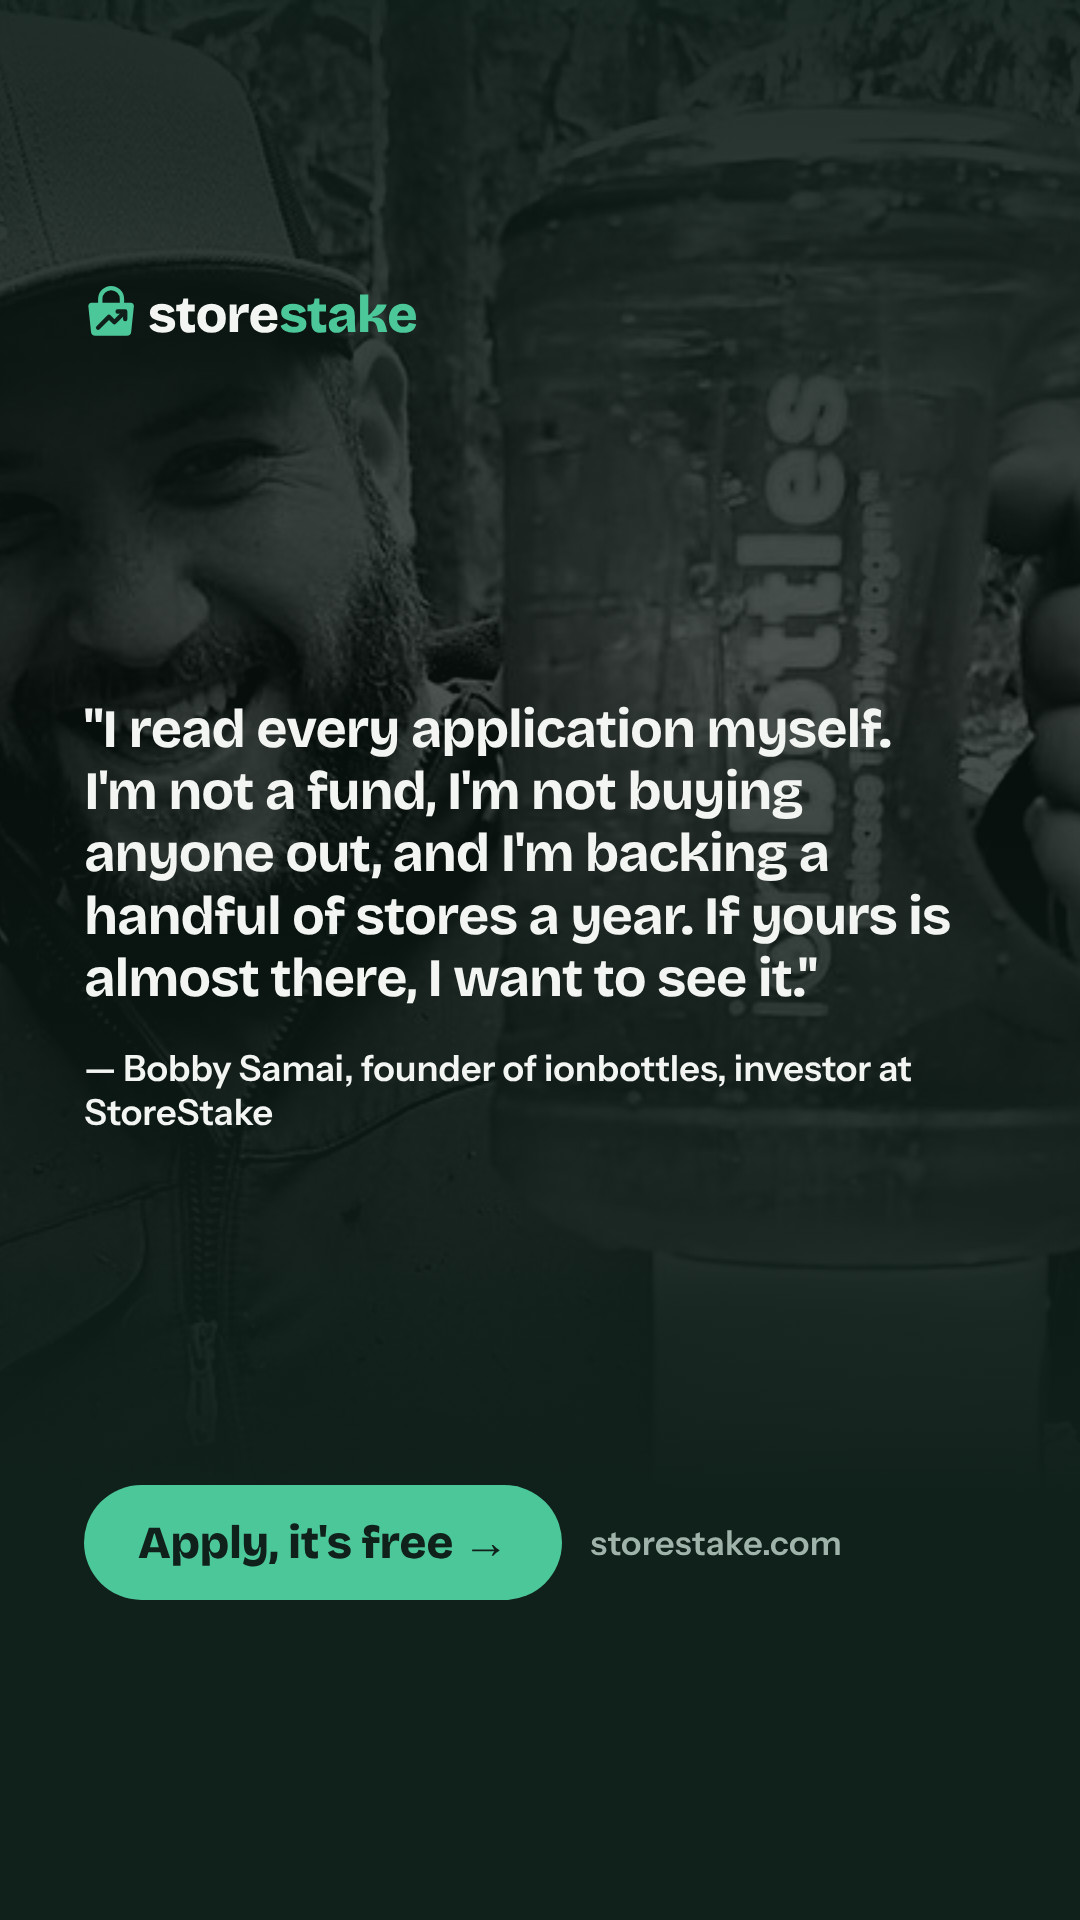 storestake
ionbottles
"I read every application myself.
I'm not a fund, I'm not buying
anyone out, and I'm backing a
handful of stores a year. If yours is
almost there, I want to see it."
— Bobby Samai, founder of ionbottles, investor at
StoreStake
Apply, it's free →
storestake.com